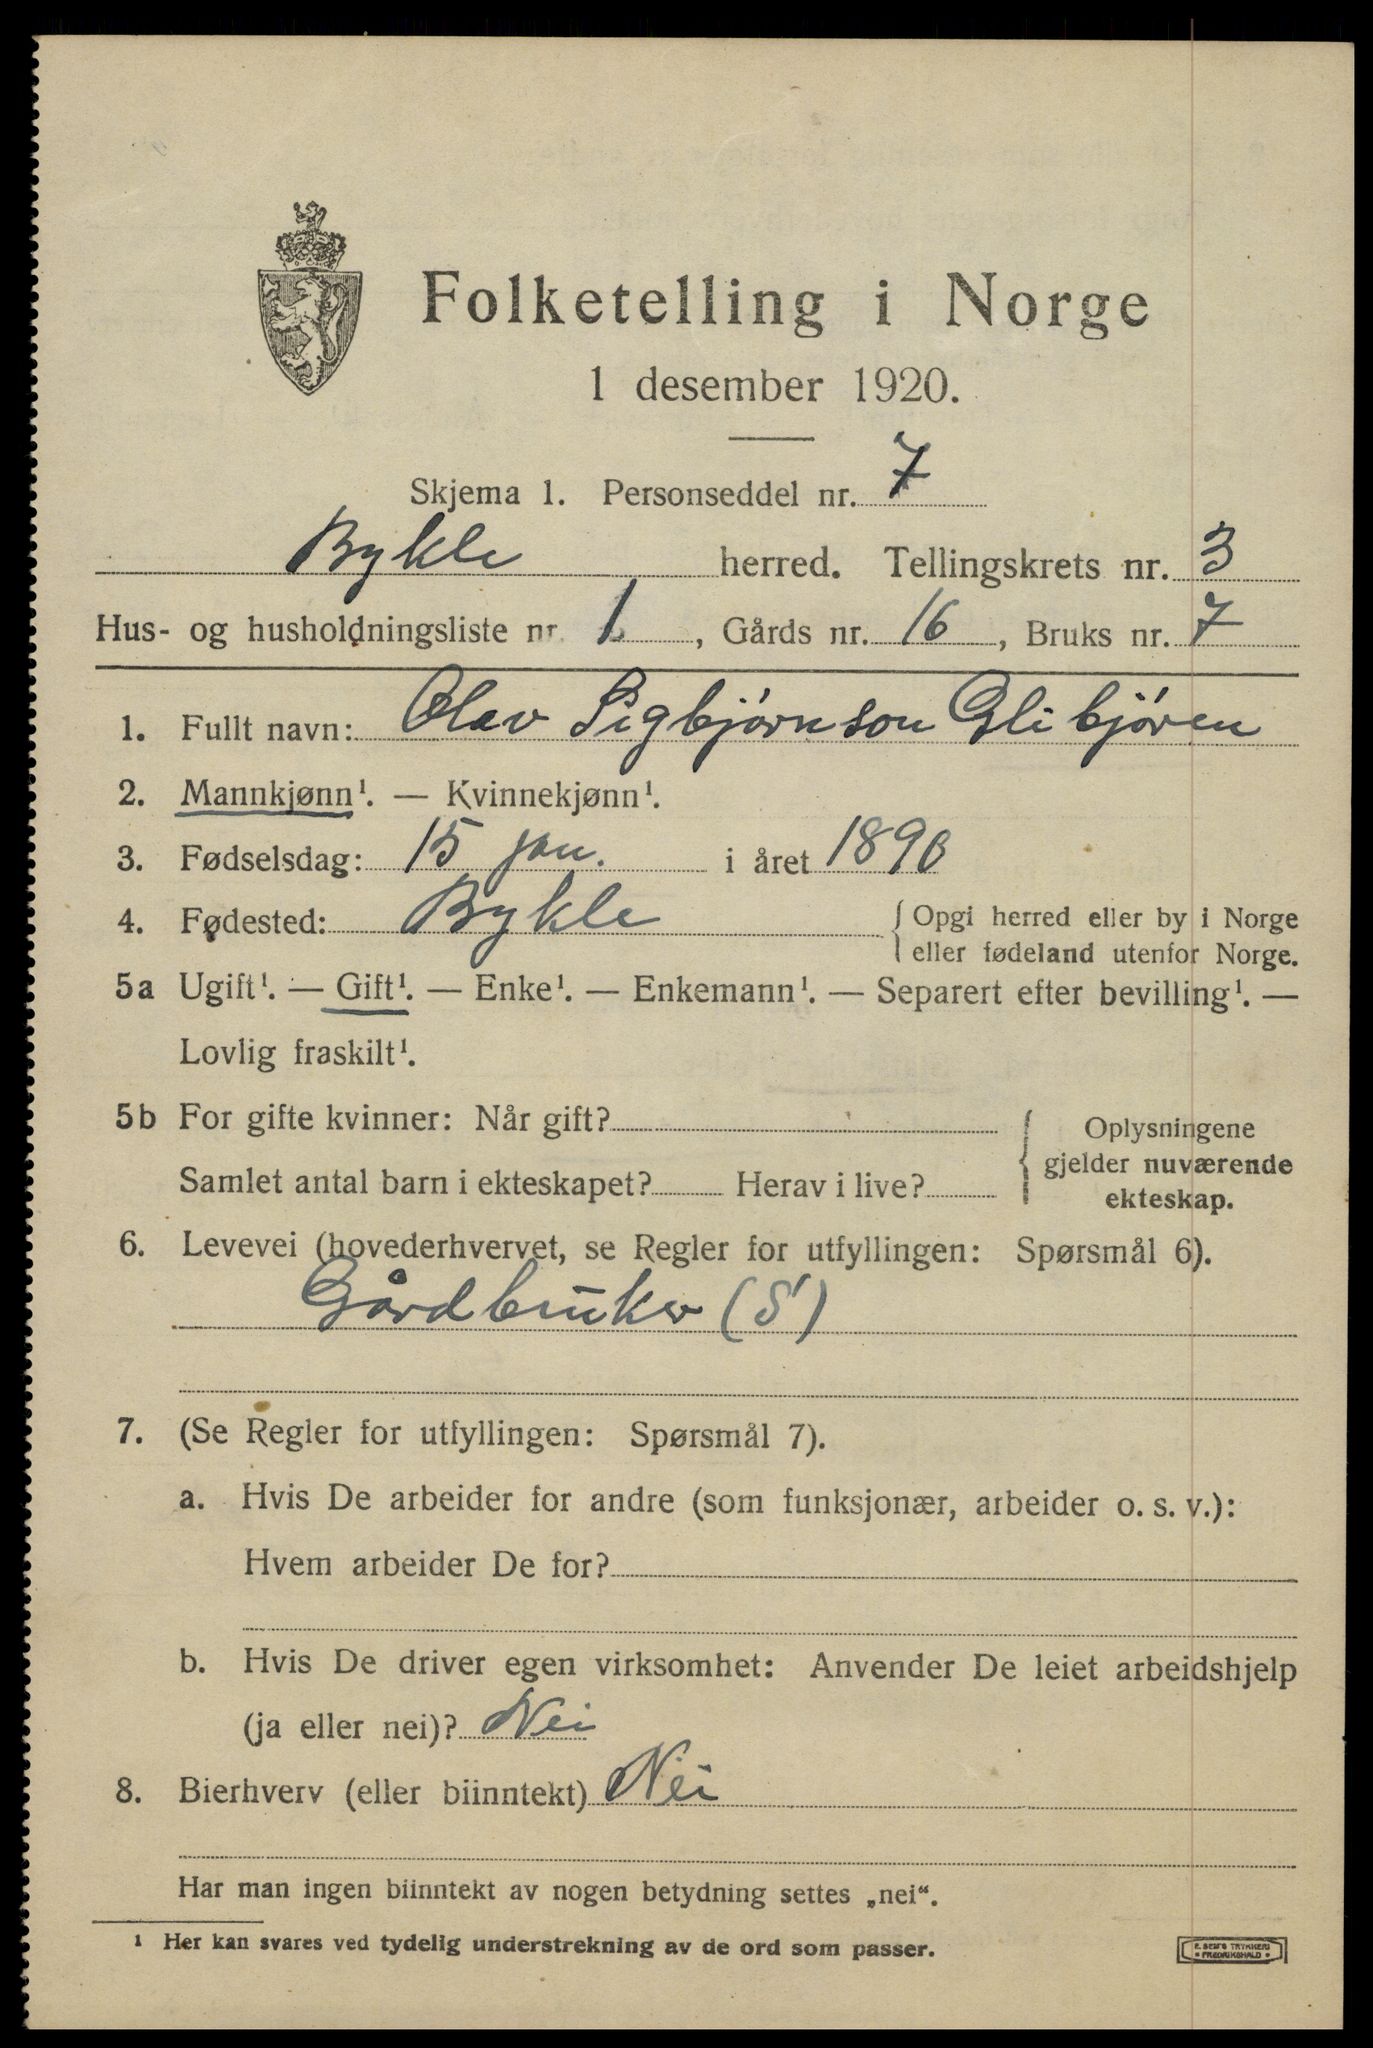 Folketelling i Norge
1 desember 1920.
Skjema 1. Personseddel nr. 7
Bykle herred. Tellingskrets nr. 3
Hus- og husholdningsliste nr. 1, Gårds nr. 16, Bruks nr. 7
1. Fullt navn: Olav Sigbjørnson Glibjören
2. Mannkjønn¹. — Kvinnekjønn¹.
3. Fødselsdag: 15 jan. i året 1890
4. Fødested: Bykle { Opgi herred eller by i Norge
eller fødeland utenfor Norge.
5a Ugift¹. — Gift¹. — Enke¹. — Enkemann¹. — Separert efter bevilling¹. —
Lovlig fraskilt¹.
5b For gifte kvinner: Når gift?
Samlet antal barn i ekteskapet? Herav i live?
Oplysningene
gjelder nuværende
ekteskap.
6. Levevei (hovederhvervet, se Regler for utfyllingen: Spørsmål 6).
Gårdbruker (S)
7. (Se Regler for utfyllingen: Spørsmål 7).
a. Hvis De arbeider for andre (som funksjonær, arbeider o. s. v.):
Hvem arbeider De for?
b. Hvis De driver egen virksomhet: Anvender De leiet arbeidshjelp
(ja eller nei)? Nei
8. Bierhverv (eller biinntekt) Nei
Har man ingen biinntekt av nogen betydning settes „nei“.
¹ Her kan svares ved tydelig understrekning av de ord som passer.
E. SEM'S TRYKKERI
• FREDRIKSHALD •